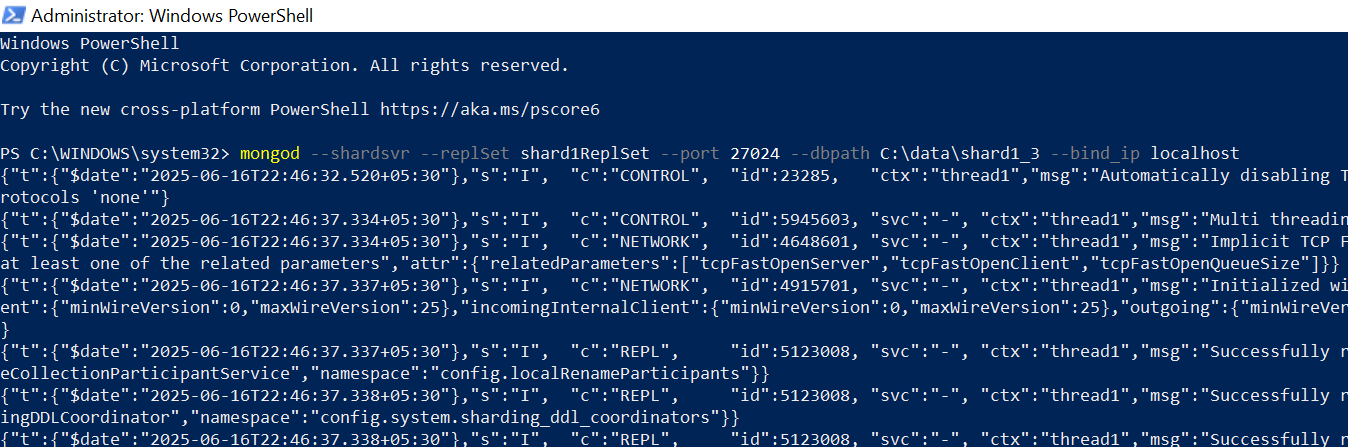 Administrator: Windows PowerShell
Windows PowerShell
Copyright (C) Microsoft Corporation. All rights reserved.
Try the new cross-platform PowerShell https://aka.ms/pscore6
PS C:\WINDOWS\system32> mongod --shardsvr --replSet shard1ReplSet --port 27024 --dbpath C:\data\shard1_3 --bind_ip localhost
{"t":{"$date":"2025-06-16T22:46:32.520+05:30"},"s":"I",  "c":"CONTROL",  "id":23285,   "ctx":"thread1","msg":"Automatically disabling T
rotocols 'none'"}
{"t":{"$date":"2025-06-16T22:46:37.334+05:30"},"s":"I",  "c":"CONTROL",  "id":5945603, "svc":"-", "ctx":"thread1","msg":"Multi threadin
{"t":{"$date":"2025-06-16T22:46:37.334+05:30"},"s":"I",  "c":"NETWORK",  "id":4648601, "svc":"-", "ctx":"thread1","msg":"Implicit TCP F
at least one of the related parameters","attr":{"relatedParameters":["tcpFastOpenServer","tcpFastOpenClient","tcpFastOpenQueueSize"]}}
{"t":{"$date":"2025-06-16T22:46:37.337+05:30"},"s":"I",  "c":"NETWORK",  "id":4915701, "svc":"-", "ctx":"thread1","msg":"Initialized wi
ent":{"minWireVersion":0,"maxWireVersion":25},"incomingInternalClient":{"minWireVersion":0,"maxWireVersion":25},"outgoing":{"minWireVer
}
{"t":{"$date":"2025-06-16T22:46:37.337+05:30"},"s":"I",  "c":"REPL",     "id":5123008, "svc":"-", "ctx":"thread1","msg":"Successfully r
eCollectionParticipantService","namespace":"config.localRenameParticipants"}}
{"t":{"$date":"2025-06-16T22:46:37.338+05:30"},"s":"I",  "c":"REPL",     "id":5123008, "svc":"-", "ctx":"thread1","msg":"Successfully r
ingDDLCoordinator","namespace":"config.system.sharding_ddl_coordinators"}}
{"t":{"$date":"2025-06-16T22:46:37.338+05:30"},"s":"I",  "c":"REPL",     "id":5123008, "svc":"-", "ctx":"thread1","msg":"Successfully r